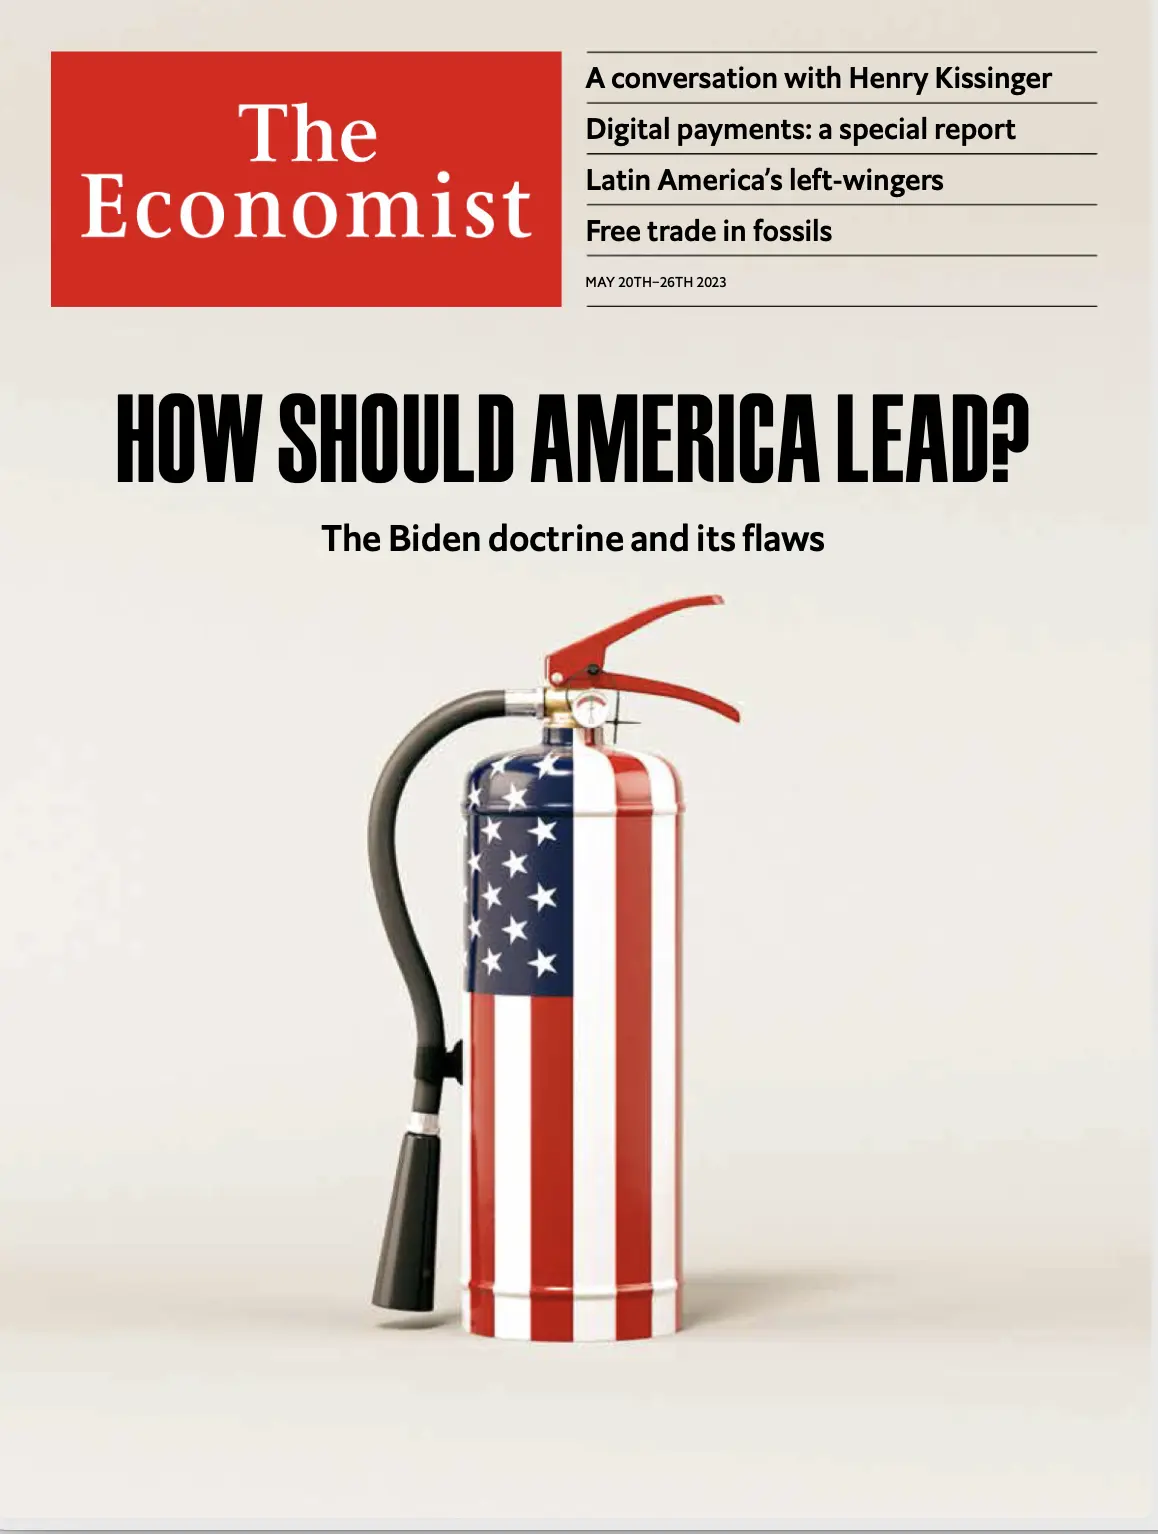 The
Economist
A conversation with Henry Kissinger
Digital payments: a special report
Latin America’s left-wingers
Free trade in fossils
MAY 20TH–26TH 2023
HOW SHOULD AMERICA LEAD?
The Biden doctrine and its flaws